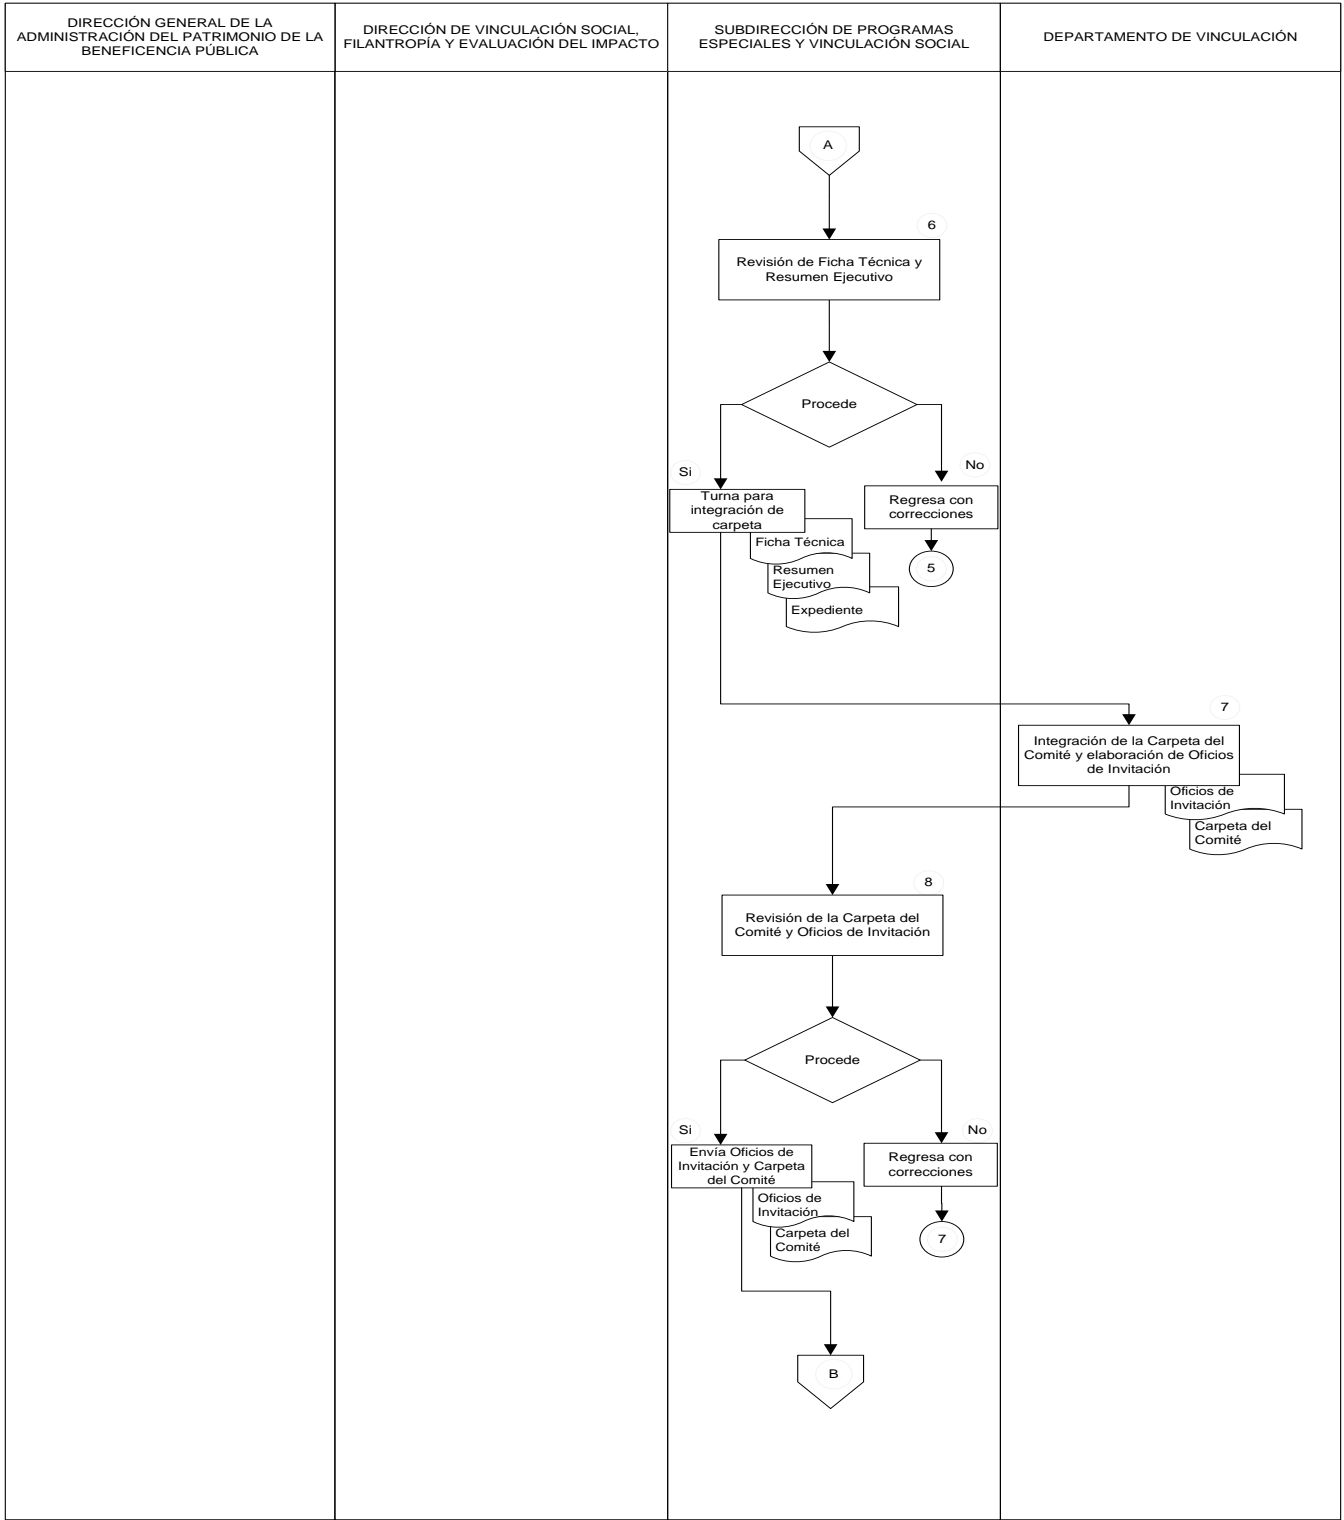 DIRECCIÓN GENERAL DE LA
ADMINISTRACIÓN DEL PATRIMONIO DE LA
BENEFICENCIA PÚBLICA
DIRECCIÓN DE VINCULACIÓN SOCIAL,
FILANTROPÍA Y EVALUACIÓN DEL IMPACTO
SUBDIRECCIÓN DE PROGRAMAS
ESPECIALES Y VINCULACIÓN SOCIAL
DEPARTAMENTO DE VINCULACIÓN
A
6
Revisión de Ficha Técnica y
Resumen Ejecutivo
Procede
Si
No
Turna para
integración de
carpeta
Regresa con
correcciones
Ficha Técnica
Resumen
Ejecutivo
Expediente
5
7
Integración de la Carpeta del
Comité y elaboración de Oficios
de Invitación
Oficios de
Invitación
Carpeta del
Comité
8
Revisión de la Carpeta del
Comité y Oficios de Invitación
Procede
Si
No
Envía Oficios de
Invitación y Carpeta
del Comité
Regresa con
correcciones
Oficios de
Invitación
Carpeta del
Comité
7
B